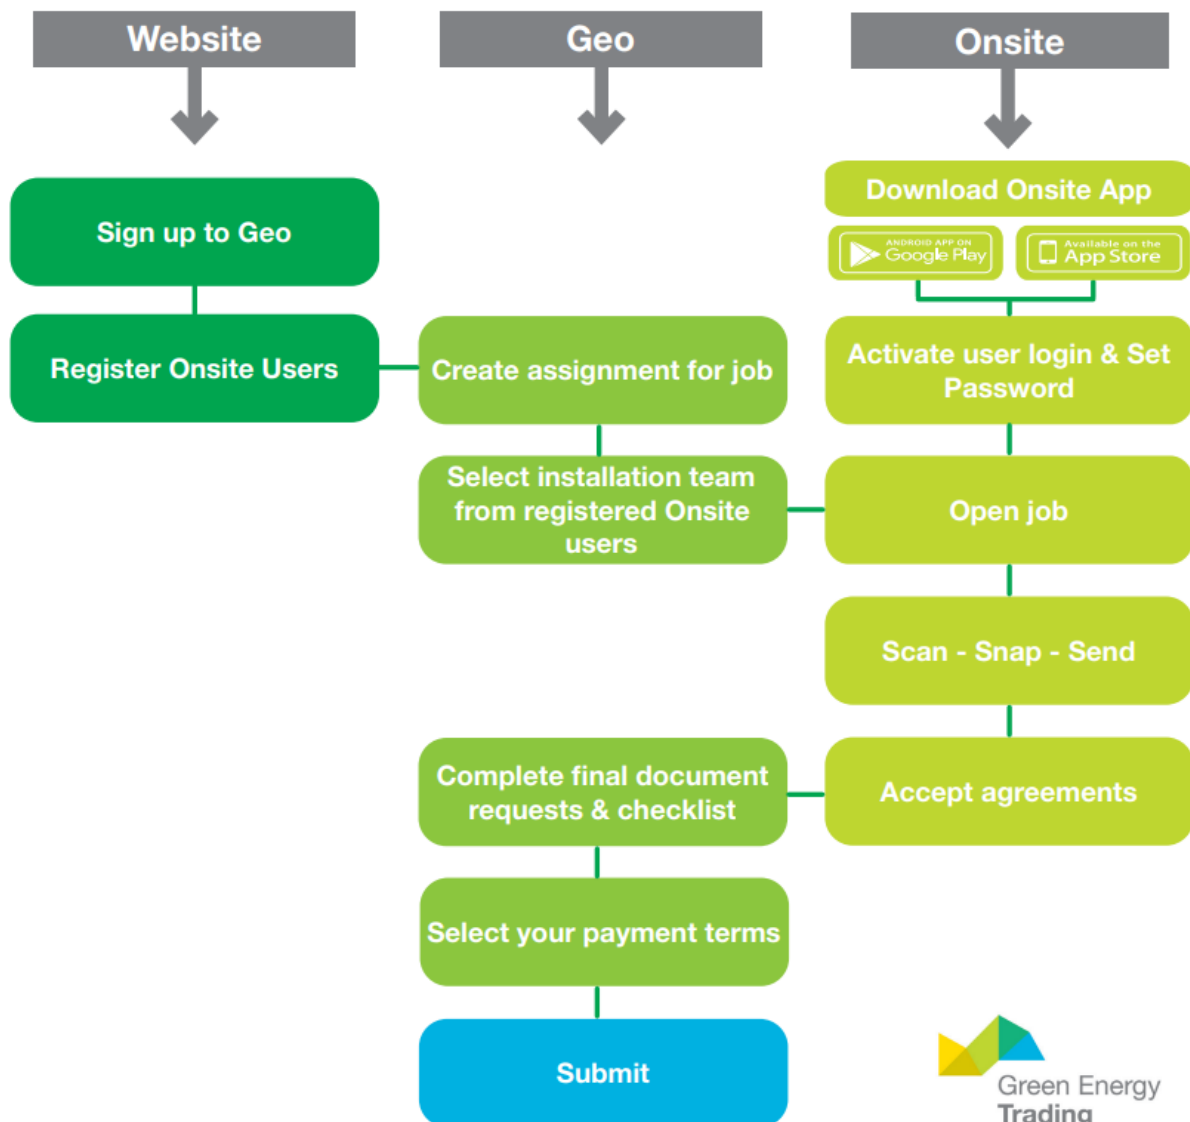 Website
Geo
Onsite
Sign up to Geo
Register Onsite Users
Create assignment for job
Select installation team
from registered Onsite
users
Download Onsite App
ANDROID APP ON
Google Play
Available on the
App Store
Activate user login & Set
Password
Open job
Scan - Snap - Send
Accept agreements
Complete final document
requests & checklist
Select your payment terms
Submit
Green Energy
Trading